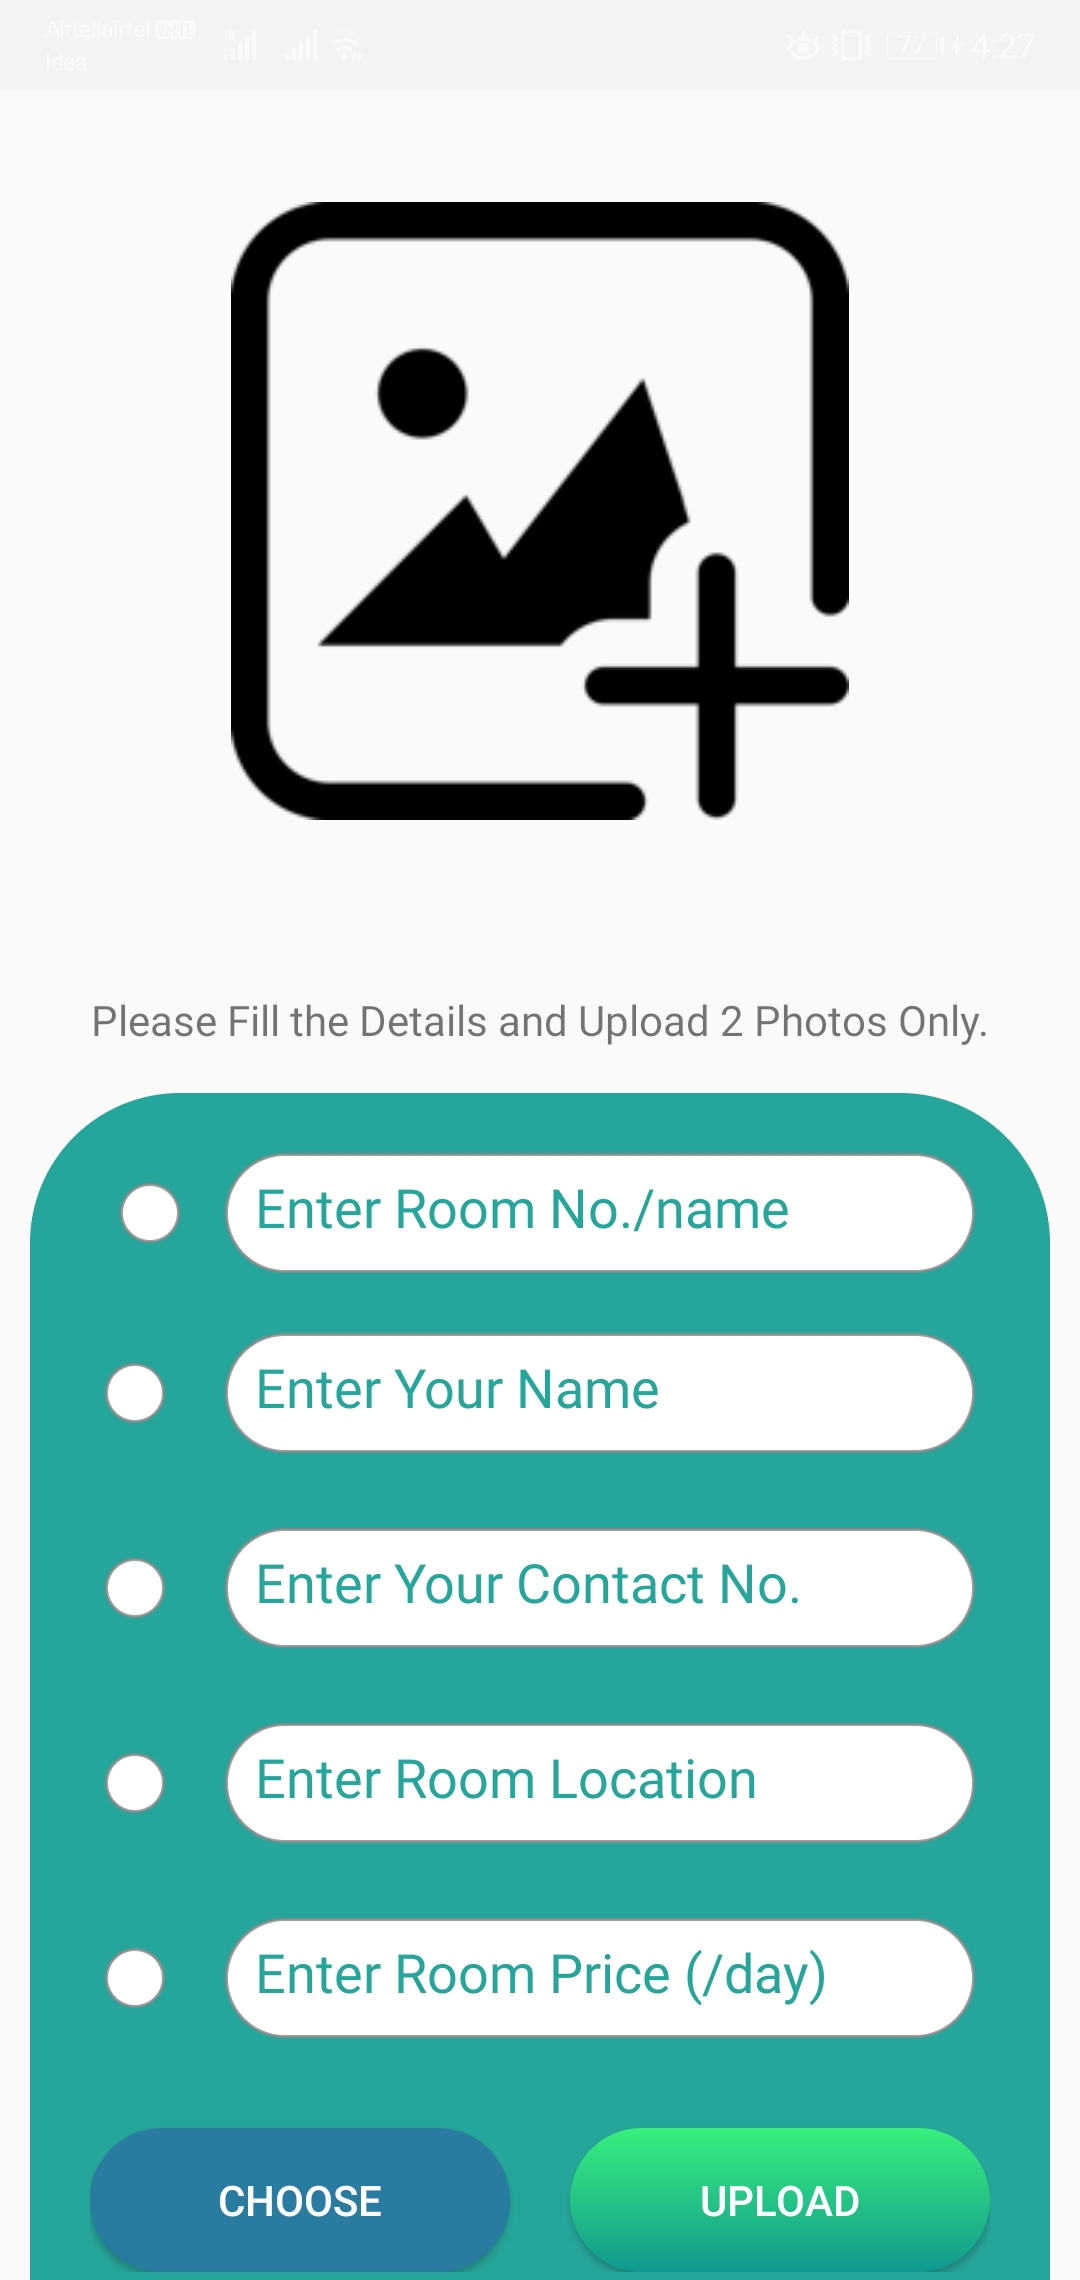 Airtel|airtel VoLTE
Idea
77 4:27
Please Fill the Details and Upload 2 Photos Only.
Enter Room No./name
Enter Your Name
Enter Your Contact No.
Enter Room Location
Enter Room Price (/day)
CHOOSE
UPLOAD